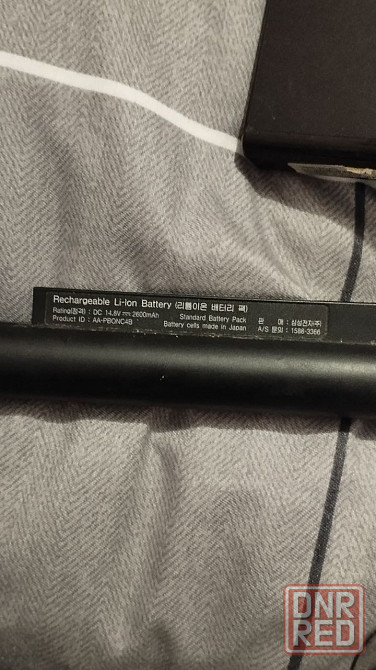 Rechargeable Li-Ion Battery (리튬이온 배터리 팩)
Rating(정격) : DC 14.8V⎓2600mAh Standard Battery Pack 판 매 : 삼성전자(주)
Product ID : AA-PB0NC4B Battery cells made in Japan A/S 문의 : 1588-3366
DNR
RED